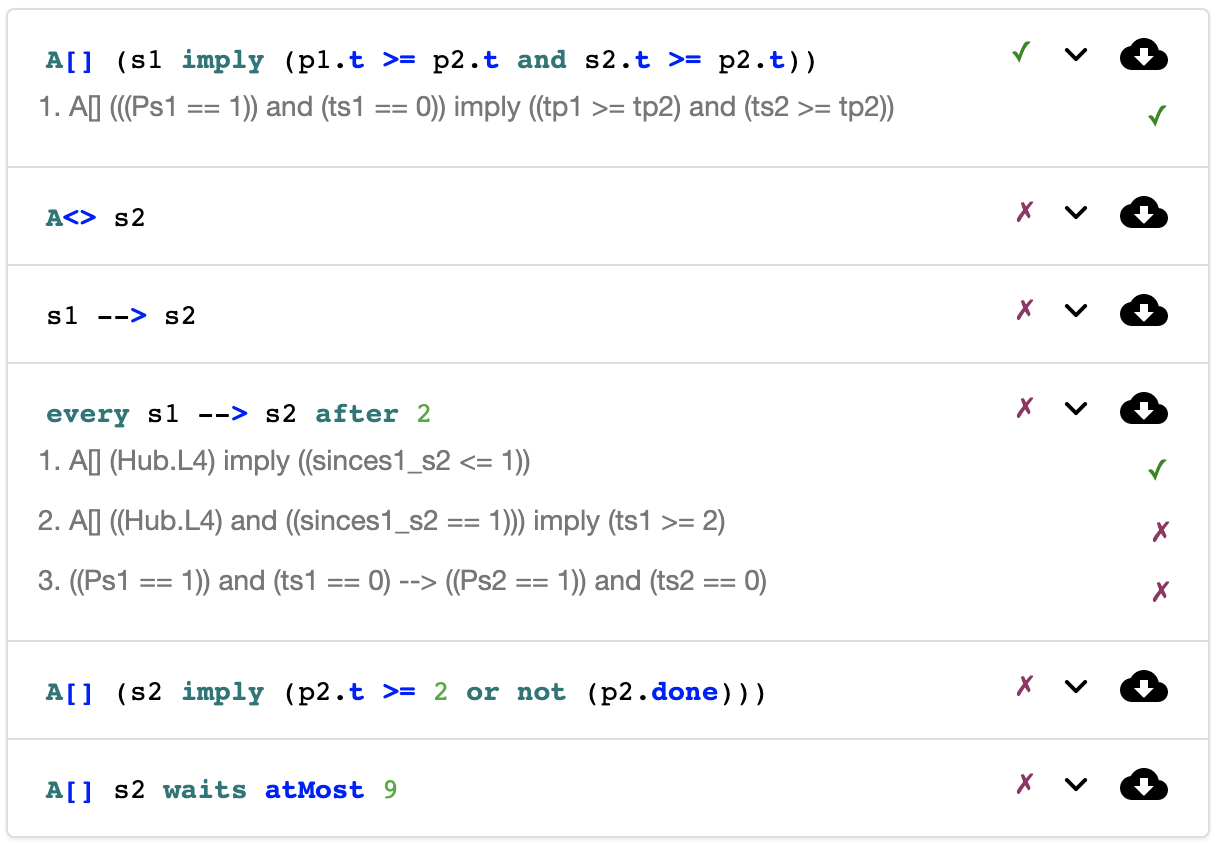 A[] (s1 imply (p1.t >= p2.t and s2.t >= p2.t)) ✓
1. A[] (((Ps1 == 1)) and (ts1 == 0)) imply ((tp1 >= tp2) and (ts2 >= tp2)) ✓
A<> s2 ✗
s1 --> s2 ✗
every s1 --> s2 after 2 ✗
1. A[] (Hub.L4) imply ((sinces1_s2 <= 1)) ✓
2. A[] ((Hub.L4) and ((sinces1_s2 == 1))) imply (ts1 >= 2) ✗
3. ((Ps1 == 1)) and (ts1 == 0) --> ((Ps2 == 1)) and (ts2 == 0) ✗
A[] (s2 imply (p2.t >= 2 or not (p2.done))) ✗
A[] s2 waits atMost 9 ✗